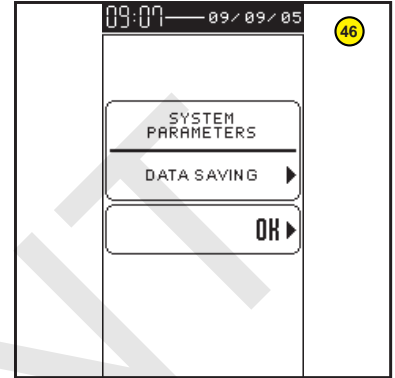 09:07 09/09/05
46
SYSTEM
PARAMETERS
DATA SAVING
OK